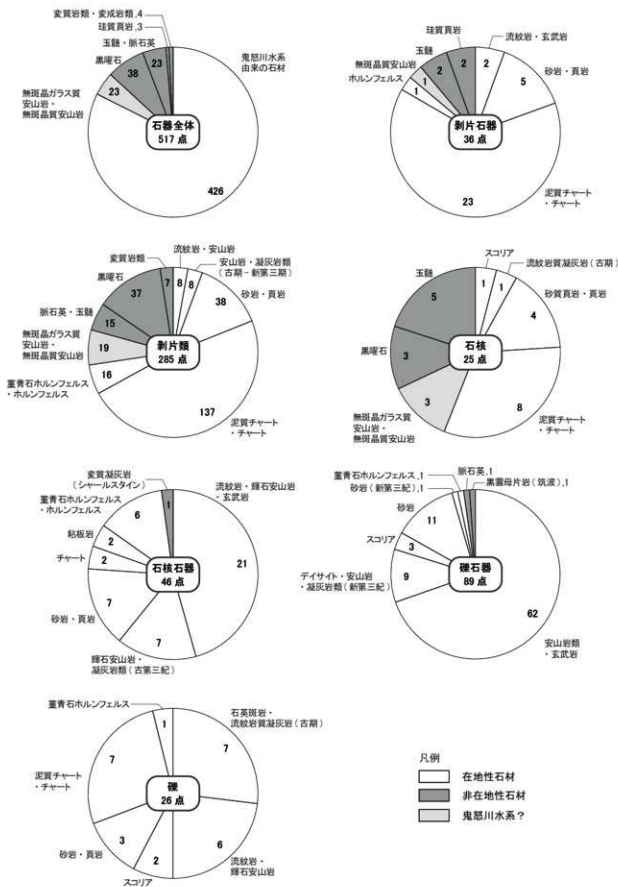 変質岩類・変成岩類,4
珪質頁岩,3
玉髄・脈石英
黒曜石
無斑晶ガラス質
安山岩・
無斑晶質安山岩
鬼怒川水系
由来の石材
23
38
23
426
石器全体
517 点
珪質頁岩
玉髄
無斑晶質安山岩
ホルンフェルス
流紋岩・玄武岩
砂岩・頁岩
泥質チャート
・チャート
2
2
1
1
2
5
23
剥片石器
36 点
変質岩類
黒曜石
脈石英・玉髄
無斑晶ガラス質
安山岩・
無斑晶質安山岩
菫青石ホルンフェルス
・ホルンフェルス
流紋岩・安山岩
安山岩・凝灰岩類
(古期−新第三期)
砂岩・頁岩
泥質チャート
・チャート
7
8
8
37
38
15
19
16
137
剥片類
285 点
スコリア
流紋岩質凝灰岩(古期)
玉髄
砂質頁岩・頁岩
黒曜石
無斑晶ガラス質
安山岩・
無斑晶質安山岩
泥質チャート
・チャート
1
1
5
4
3
3
8
石核
25 点
変質凝灰岩
(シャールスタイン)
菫青石ホルンフェルス・
ホルンフェルス
粘板岩
チャート
砂岩・頁岩
輝石安山岩・
凝灰岩類(古第三紀)
流紋岩・輝石安山岩
・玄武岩
1
6
2
2
7
7
21
石核石器
46 点
菫青石ホルンフェルス,1
砂岩(新第三紀),1
脈石英,1
黒雲母片岩(筑波),1
砂岩
スコリア
デイサイト・安山岩
・凝灰岩類(新第三紀)
安山岩類
・玄武岩
11
3
9
62
礫石器
89 点
菫青石ホルンフェルス
石英斑岩・
流紋岩質凝灰岩(古期)
泥質チャート
・チャート
砂岩・頁岩
スコリア
流紋岩・
輝石安山岩
1
7
7
3
2
6
礫
26 点
凡例
在地性石材
非在地性石材
鬼怒川水系?